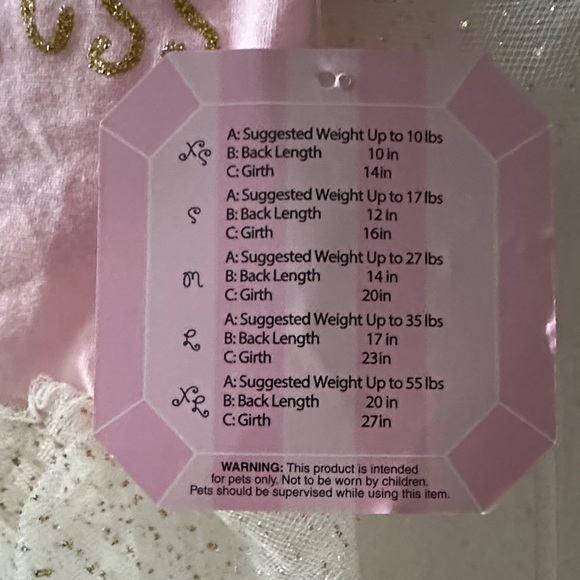 A: Suggested Weight Up to 10 lbs
XS B: Back Length 10 in
C: Girth 14in
A: Suggested Weight Up to 17 lbs
S B: Back Length 12 in
C: Girth 16in
A: Suggested Weight Up to 27 lbs
M B: Back Length 14 in
C: Girth 20in
A: Suggested Weight Up to 35 lbs
L B: Back Length 17 in
C: Girth 23in
A: Suggested Weight Up to 55 lbs
XL B: Back Length 20 in
C: Girth 27in
WARNING: This product is intended
for pets only. Not to be worn by children.
Pets should be supervised while using this item.